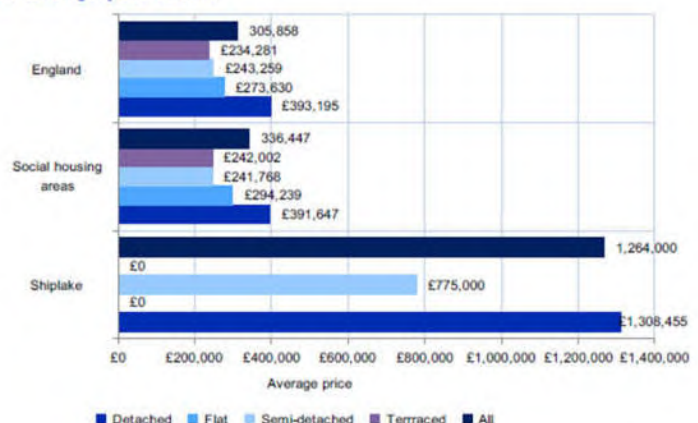 305,858
£234,281
England
£243,259
£273,630
£393,195
336,447
£242,002
Social housing
areas
£241,768
£294,239
£391,647
1,264,000
£0
Shiplake
£775,000
£0
£1,308,455
£0 £200,000 £400,000 £600,000 £800,000 £1,000,000 £1,200,000 £1,400,000
Average price
Detached Flat Semi-detached Terrraced All